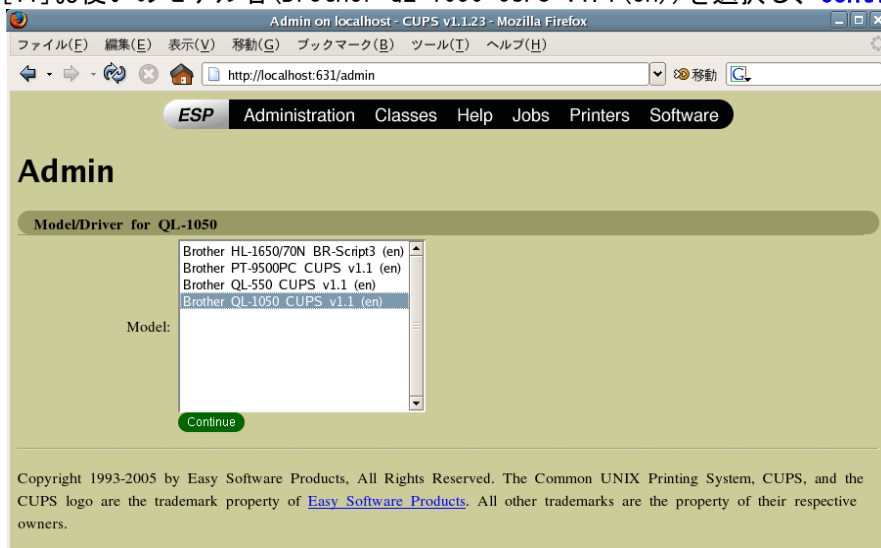 [11]お使いのモデル名(Brother QL-1050 CUPS v1.1(en))を選択し、
Admin on localhost - CUPS v1.1.23 - Mozilla Firefox
ファイル(F) 編集(E) 表示(V) 移動(G) ブックマーク(B) ツール(T) ヘルプ(H)
http://localhost:631/admin 移動 G
ESP Administration Classes Help Jobs Printers Software
Admin
Model/Driver for QL-1050
Brother HL-1650/70N BR-Script3 (en)
Brother PT-9500PC CUPS v1.1 (en)
Brother QL-550 CUPS v1.1 (en)
Brother QL-1050 CUPS v1.1 (en)
Model:
Continue
Copyright 1993-2005 by Easy Software Products, All Rights Reserved. The Common UNIX Printing System, CUPS, and the
CUPS logo are the trademark property of Easy Software Products. All other trademarks are the property of their respective
owners.